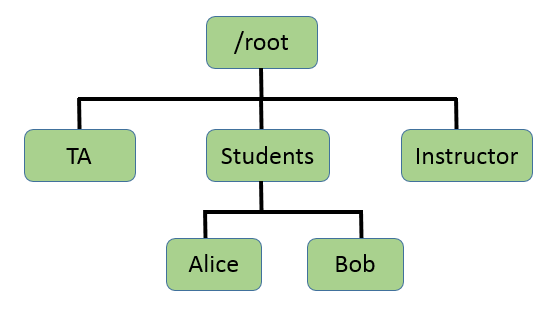 /root
TA
Students
Instructor
Alice
Bob